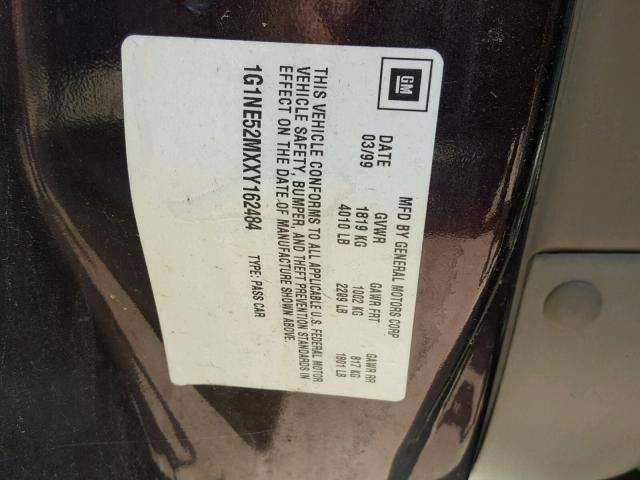 GM
MFD BY GENERAL MOTORS CORP
DATE GVWR GAWR FRT GAWR RR
03/99 1819 KG 1002 KG 817 KG
4010 LB 2209 LB 1801 LB
THIS VEHICLE CONFORMS TO ALL APPLICABLE U.S. FEDERAL MOTOR
VEHICLE SAFETY, BUMPER, AND THEFT PREVENTION STANDARDS IN
EFFECT ON THE DATE OF MANUFACTURE SHOWN ABOVE.
1G1NE52MXXY162484 TYPE: PASS CAR